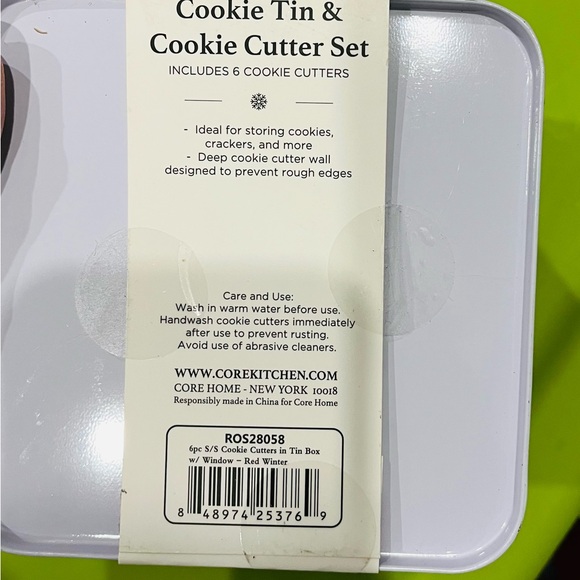 Cookie Tin &
Cookie Cutter Set
INCLUDES 6 COOKIE CUTTERS
- Ideal for storing cookies,
crackers, and more
- Deep cookie cutter wall
designed to prevent rough edges
Care and Use:
Wash in warm water before use.
Handwash cookie cutters immediately
after use to prevent rusting.
Avoid use of abrasive cleaners.
WWW.COREKITCHEN.COM
CORE HOME - NEW YORK 10018
Responsibly made in China for Core Home
ROS28058
6pc S/S Cookie Cutters in Tin Box
w/ Window – Red Winter
8 48974 25376 9